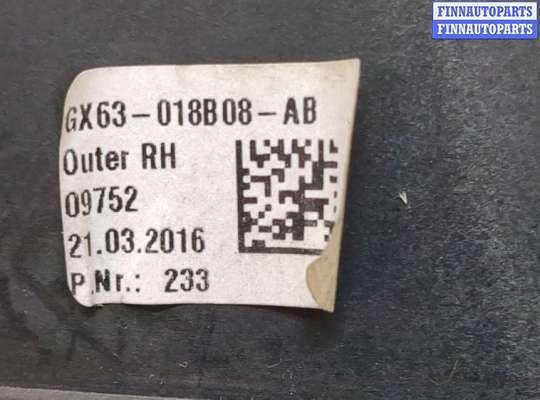 FINNAUTOPARTS
FINNAUTOPARTS
GX63-018B08-AB
Outer RH
09752
21.03.2016
P.Nr.: 233